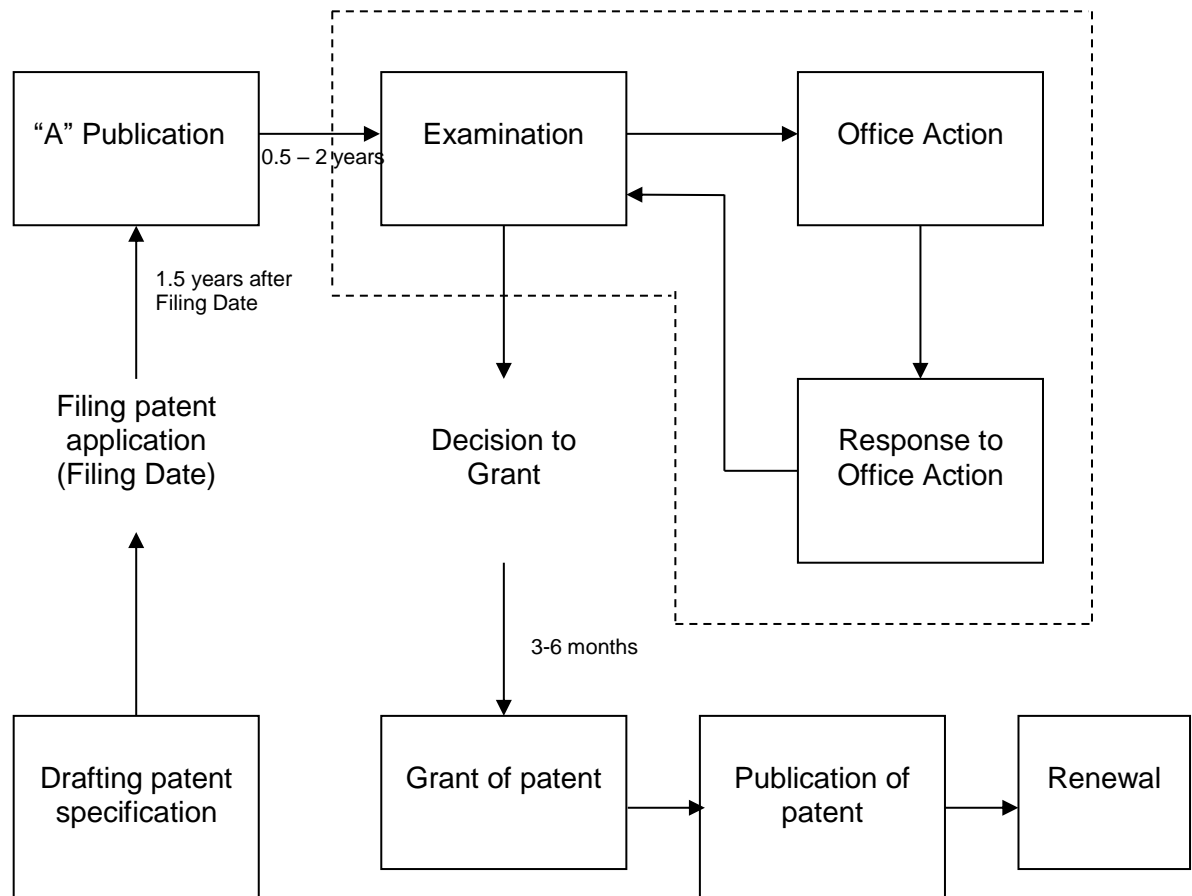 “A” Publication
Examination
Office Action
0.5 – 2 years
1.5 years after
Filing Date
Filing patent
application
(Filing Date)
Decision to
Grant
Response to
Office Action
3-6 months
Drafting patent
specification
Grant of patent
Publication of
patent
Renewal